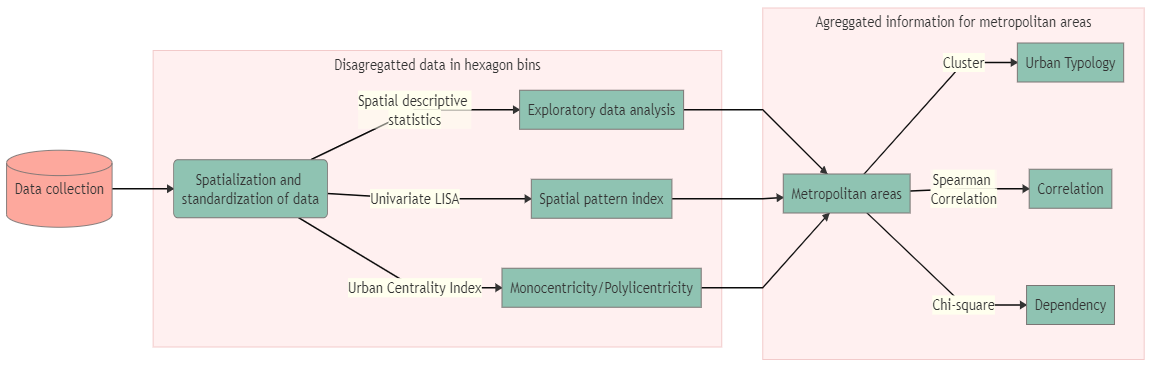 Agreggated information for metropolitan areas
Disagregatted data in hexagon bins
Data collection
Spatialization and
standardization of data
Spatial descriptive
statistics
Exploratory data analysis
Univariate LISA
Spatial pattern index
Urban Centrality Index
Monocentricity/Polylicentricity
Metropolitan areas
Cluster
Urban Typology
Spearman
Correlation
Correlation
Chi-square
Dependency